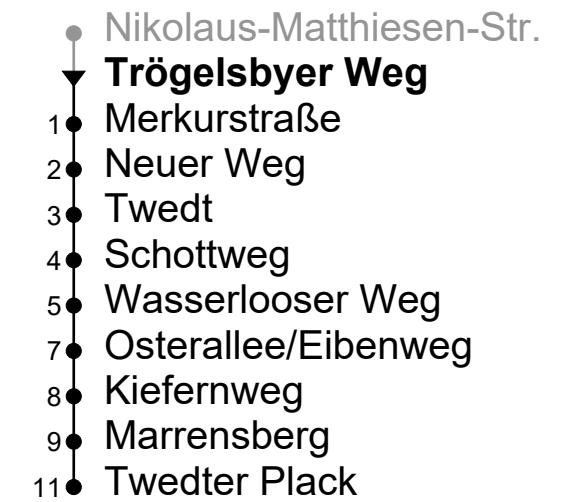 Nikolaus-Matthiesen-Str.
Trögelsbyer Weg
1 Merkurstraße
2 Neuer Weg
3 Twedt
4 Schottweg
5 Wasserlooser Weg
7 Osterallee/Eibenweg
8 Kiefernweg
9 Marrensberg
11 Twedter Plack